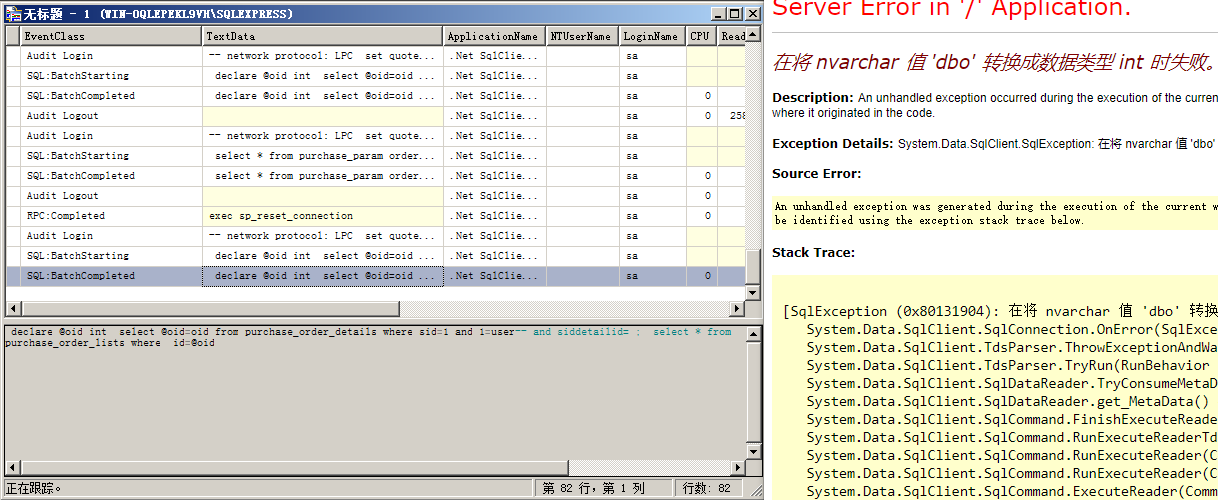 无标题 - 1 (WIN-OQLEPEKL9VH\SQLEXPRESS)
EventClass TextData ApplicationName NTUserName LoginName CPU Read
Audit Login -- network protocol: LPC set quote... .Net SqlClie... sa
SQL:BatchStarting declare @oid int select @oid=oid ... .Net SqlClie... sa
SQL:BatchCompleted declare @oid int select @oid=oid ... .Net SqlClie... sa 0
Audit Logout .Net SqlClie... sa 0 258
Audit Login -- network protocol: LPC set quote... .Net SqlClie... sa
SQL:BatchStarting select * from purchase_param order... .Net SqlClie... sa
SQL:BatchCompleted select * from purchase_param order... .Net SqlClie... sa 0
Audit Logout .Net SqlClie... sa 0
RPC:Completed exec sp_reset_connection .Net SqlClie... sa 0
Audit Login -- network protocol: LPC set quote... .Net SqlClie... sa
SQL:BatchStarting declare @oid int select @oid=oid ... .Net SqlClie... sa
SQL:BatchCompleted declare @oid int select @oid=oid ... .Net SqlClie... sa 0
declare @oid int select @oid=oid from purchase_order_details where sid=1 and 1=user-- and siddetailid= ; select * from
purchase_order_lists where id=@oid
正在跟踪。 第 82 行，第 1 列 行数: 82
Server Error in '/' Application.
在将 nvarchar 值 'dbo' 转换成数据类型 int 时失败。
Description: An unhandled exception occurred during the execution of the curren
where it originated in the code.
Exception Details: System.Data.SqlClient.SqlException: 在将 nvarchar 值 'dbo'
Source Error:
An unhandled exception was generated during the execution of the current w
be identified using the exception stack trace below.
Stack Trace:
[SqlException (0x80131904): 在将 nvarchar 值 'dbo' 转换
System.Data.SqlClient.SqlConnection.OnError(SqlExce
System.Data.SqlClient.TdsParser.ThrowExceptionAndWa
System.Data.SqlClient.TdsParser.TryRun(RunBehavior
System.Data.SqlClient.SqlDataReader.TryConsumeMetaD
System.Data.SqlClient.SqlDataReader.get_MetaData()
System.Data.SqlClient.SqlCommand.FinishExecuteReade
System.Data.SqlClient.SqlCommand.RunExecuteReaderTd
System.Data.SqlClient.SqlCommand.RunExecuteReader(C
System.Data.SqlClient.SqlCommand.RunExecuteReader(C
System.Data.SqlClient.SqlCommand.ExecuteReader(Comm